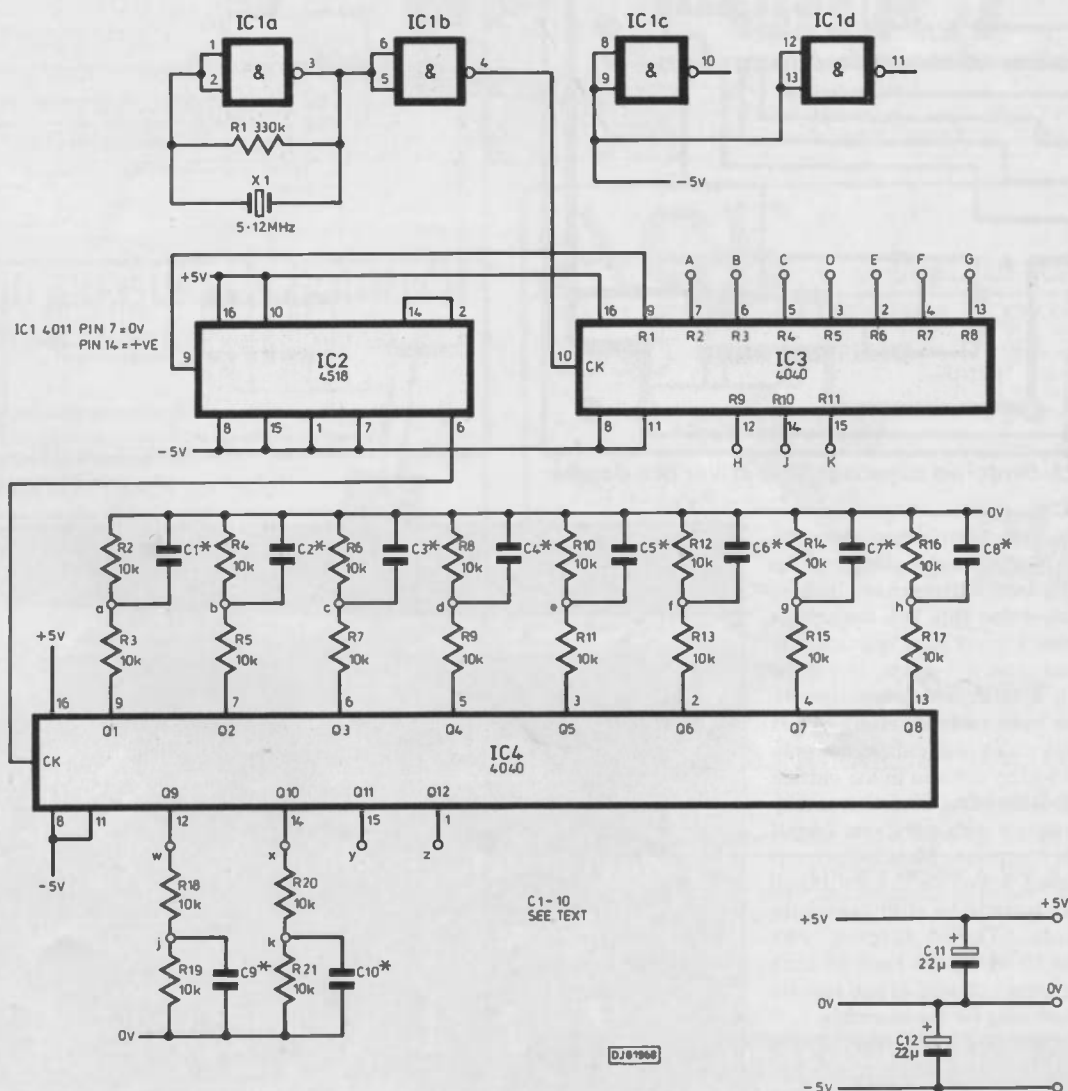 IC1a IC1b IC1c IC1d
1 2 & 3
6 5 & 4
8 9 & 10
12 13 & 11
R1 330k
X1
5·12MHz
-5V
+5V
IC1 4011 PIN 7 = 0V
PIN 14 = +VE
16 10 14 2
9
IC2
4518
8 15 1 7 6
-5V
A B C D E F G
16 9 7 6 5 3 2 4 13
R1 R2 R3 R4 R5 R6 R7 R8
10 CK
IC3
4040
R9 R10 R11
8 11 12 14 15
H J K
0V
R2 10k C1*
R4 10k C2*
R6 10k C3*
R8 10k C4*
R10 10k C5*
R12 10k C6*
R14 10k C7*
R16 10k C8*
a b c d e f g h
+5V
R3 10k
R5 10k
R7 10k
R9 10k
R11 10k
R13 10k
R15 10k
R17 10k
16 9 7 6 5 3 2 4 13
Q1 Q2 Q3 Q4 Q5 Q6 Q7 Q8
CK
IC4
4040
Q9 Q10 Q11 Q12
8 11 12 14 15 1
w x y z
-5V
R18 10k
R20 10k
j k
R19 10k C9*
R21 10k C10*
0V
C1-10
SEE TEXT
+5V +5V
+
C11
22μ
0V 0V
+
C12
22μ
-5V -5V